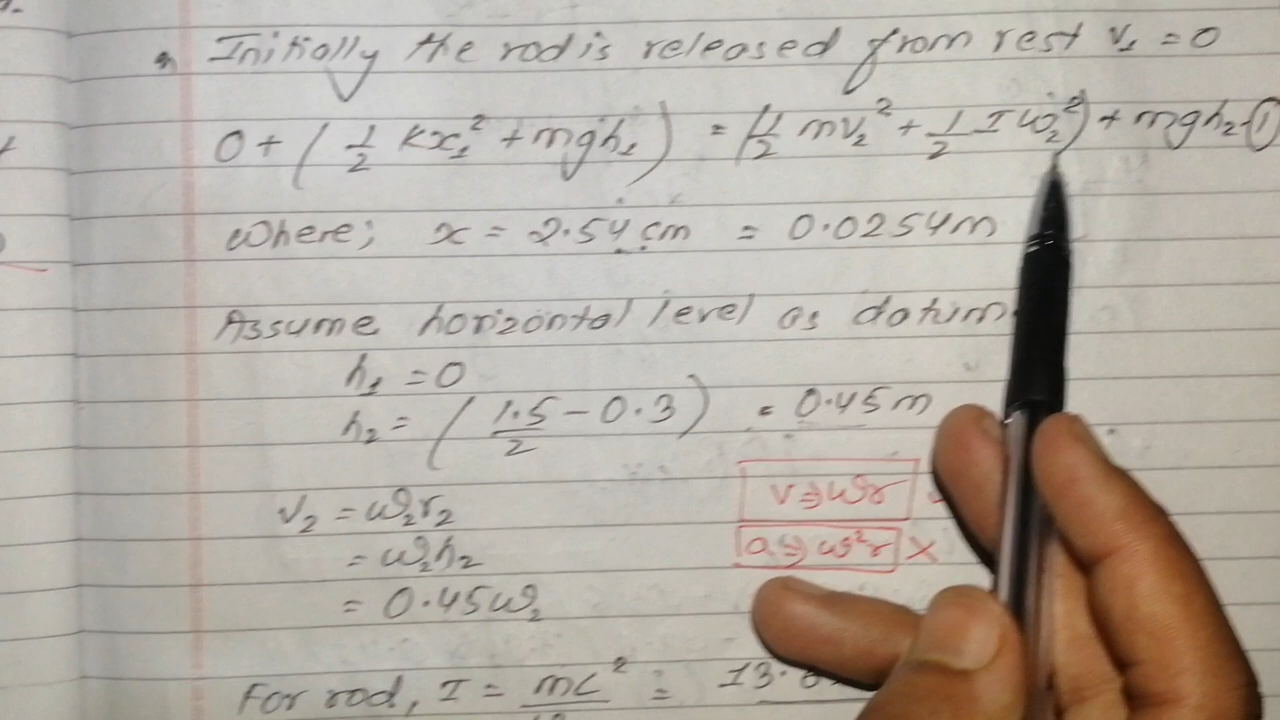 Initially the rod is released from rest v₁ = 0
0 + (1/2 Kx₁² + mgh₁) = (1/2 mv₂² + 1/2 Iω₂²) + mgh₂ - ①
Where; x = 2.54 cm = 0.0254m
Assume horizontal level as datum
h₁ = 0
h₂ = (1.5/2 - 0.3) = 0.45m
v₂ = ω₂r₂
= ω₂h₂
= 0.45ω₂
v ⇒ ωr
a ⇒ ω²r ×
For rod, I = mL² = 13.